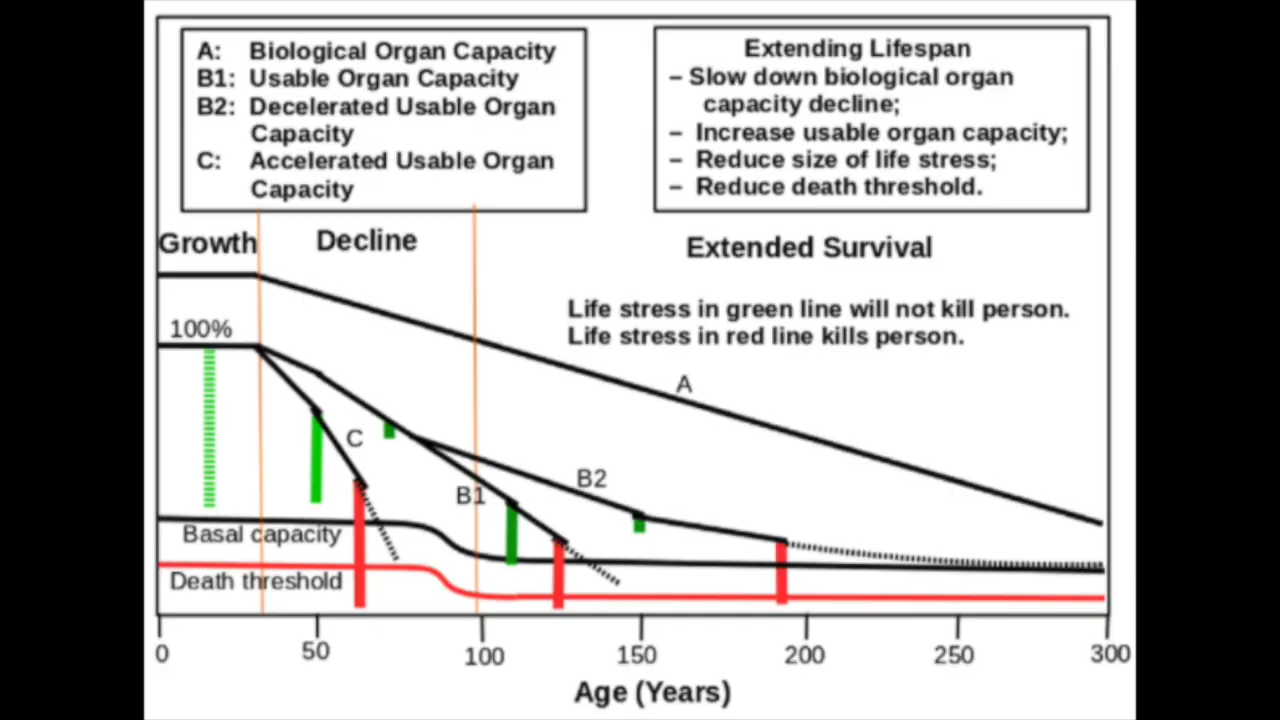 A: Biological Organ Capacity
B1: Usable Organ Capacity
B2: Decelerated Usable Organ
Capacity
C: Accelerated Usable Organ
Capacity
Extending Lifespan
– Slow down biological organ
capacity decline;
– Increase usable organ capacity;
– Reduce size of life stress;
– Reduce death threshold.
Growth
Decline
Extended Survival
Life stress in green line will not kill person.
Life stress in red line kills person.
100%
A
C
B2
B1
Basal capacity
Death threshold
0 50 100 150 200 250 300
Age (Years)